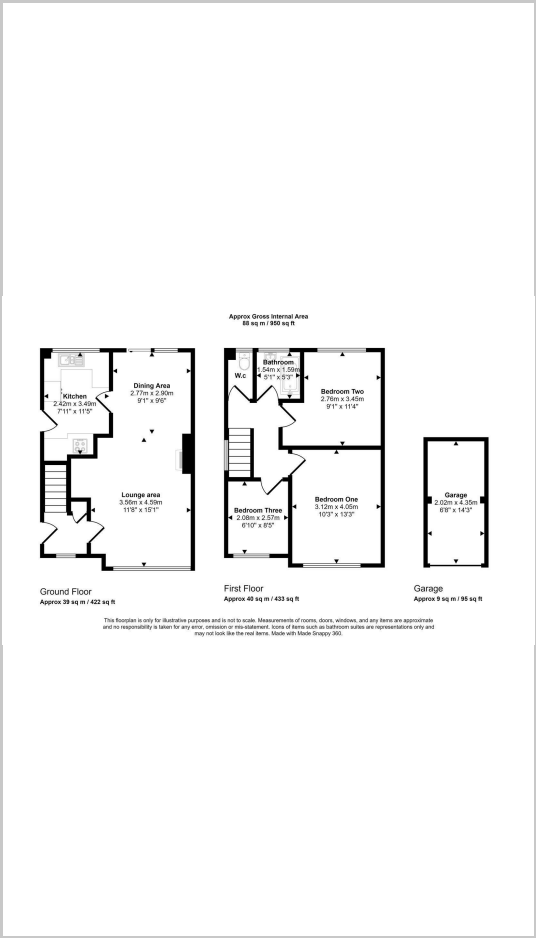 Approx Gross Internal Area
88 sq m / 950 sq ft
Kitchen
2.42m x 3.49m
7'11" x 11'5"
Dining Area
2.77m x 2.90m
9'1" x 9'6"
Lounge area
3.56m x 4.59m
11'8" x 15'1"
Ground Floor
Approx 39 sq m / 422 sq ft
W.c
Bathroom
1.54m x 1.59m
5'1" x 5'3"
Bedroom Two
2.76m x 3.45m
9'1" x 11'4"
Bedroom Three
2.08m x 2.57m
6'10" x 8'5"
Bedroom One
3.12m x 4.05m
10'3" x 13'3"
First Floor
Approx 40 sq m / 433 sq ft
Garage
2.02m x 4.35m
6'8" x 14'3"
Garage
Approx 9 sq m / 95 sq ft
This floorplan is only for illustrative purposes and is not to scale. Measurements of rooms, doors, windows, and any items are approximate
and no responsibility is taken for any error, omission or mis-statement. Icons of items such as bathroom suites are representations only and
may not look like the real items. Made with Made Snappy 360.